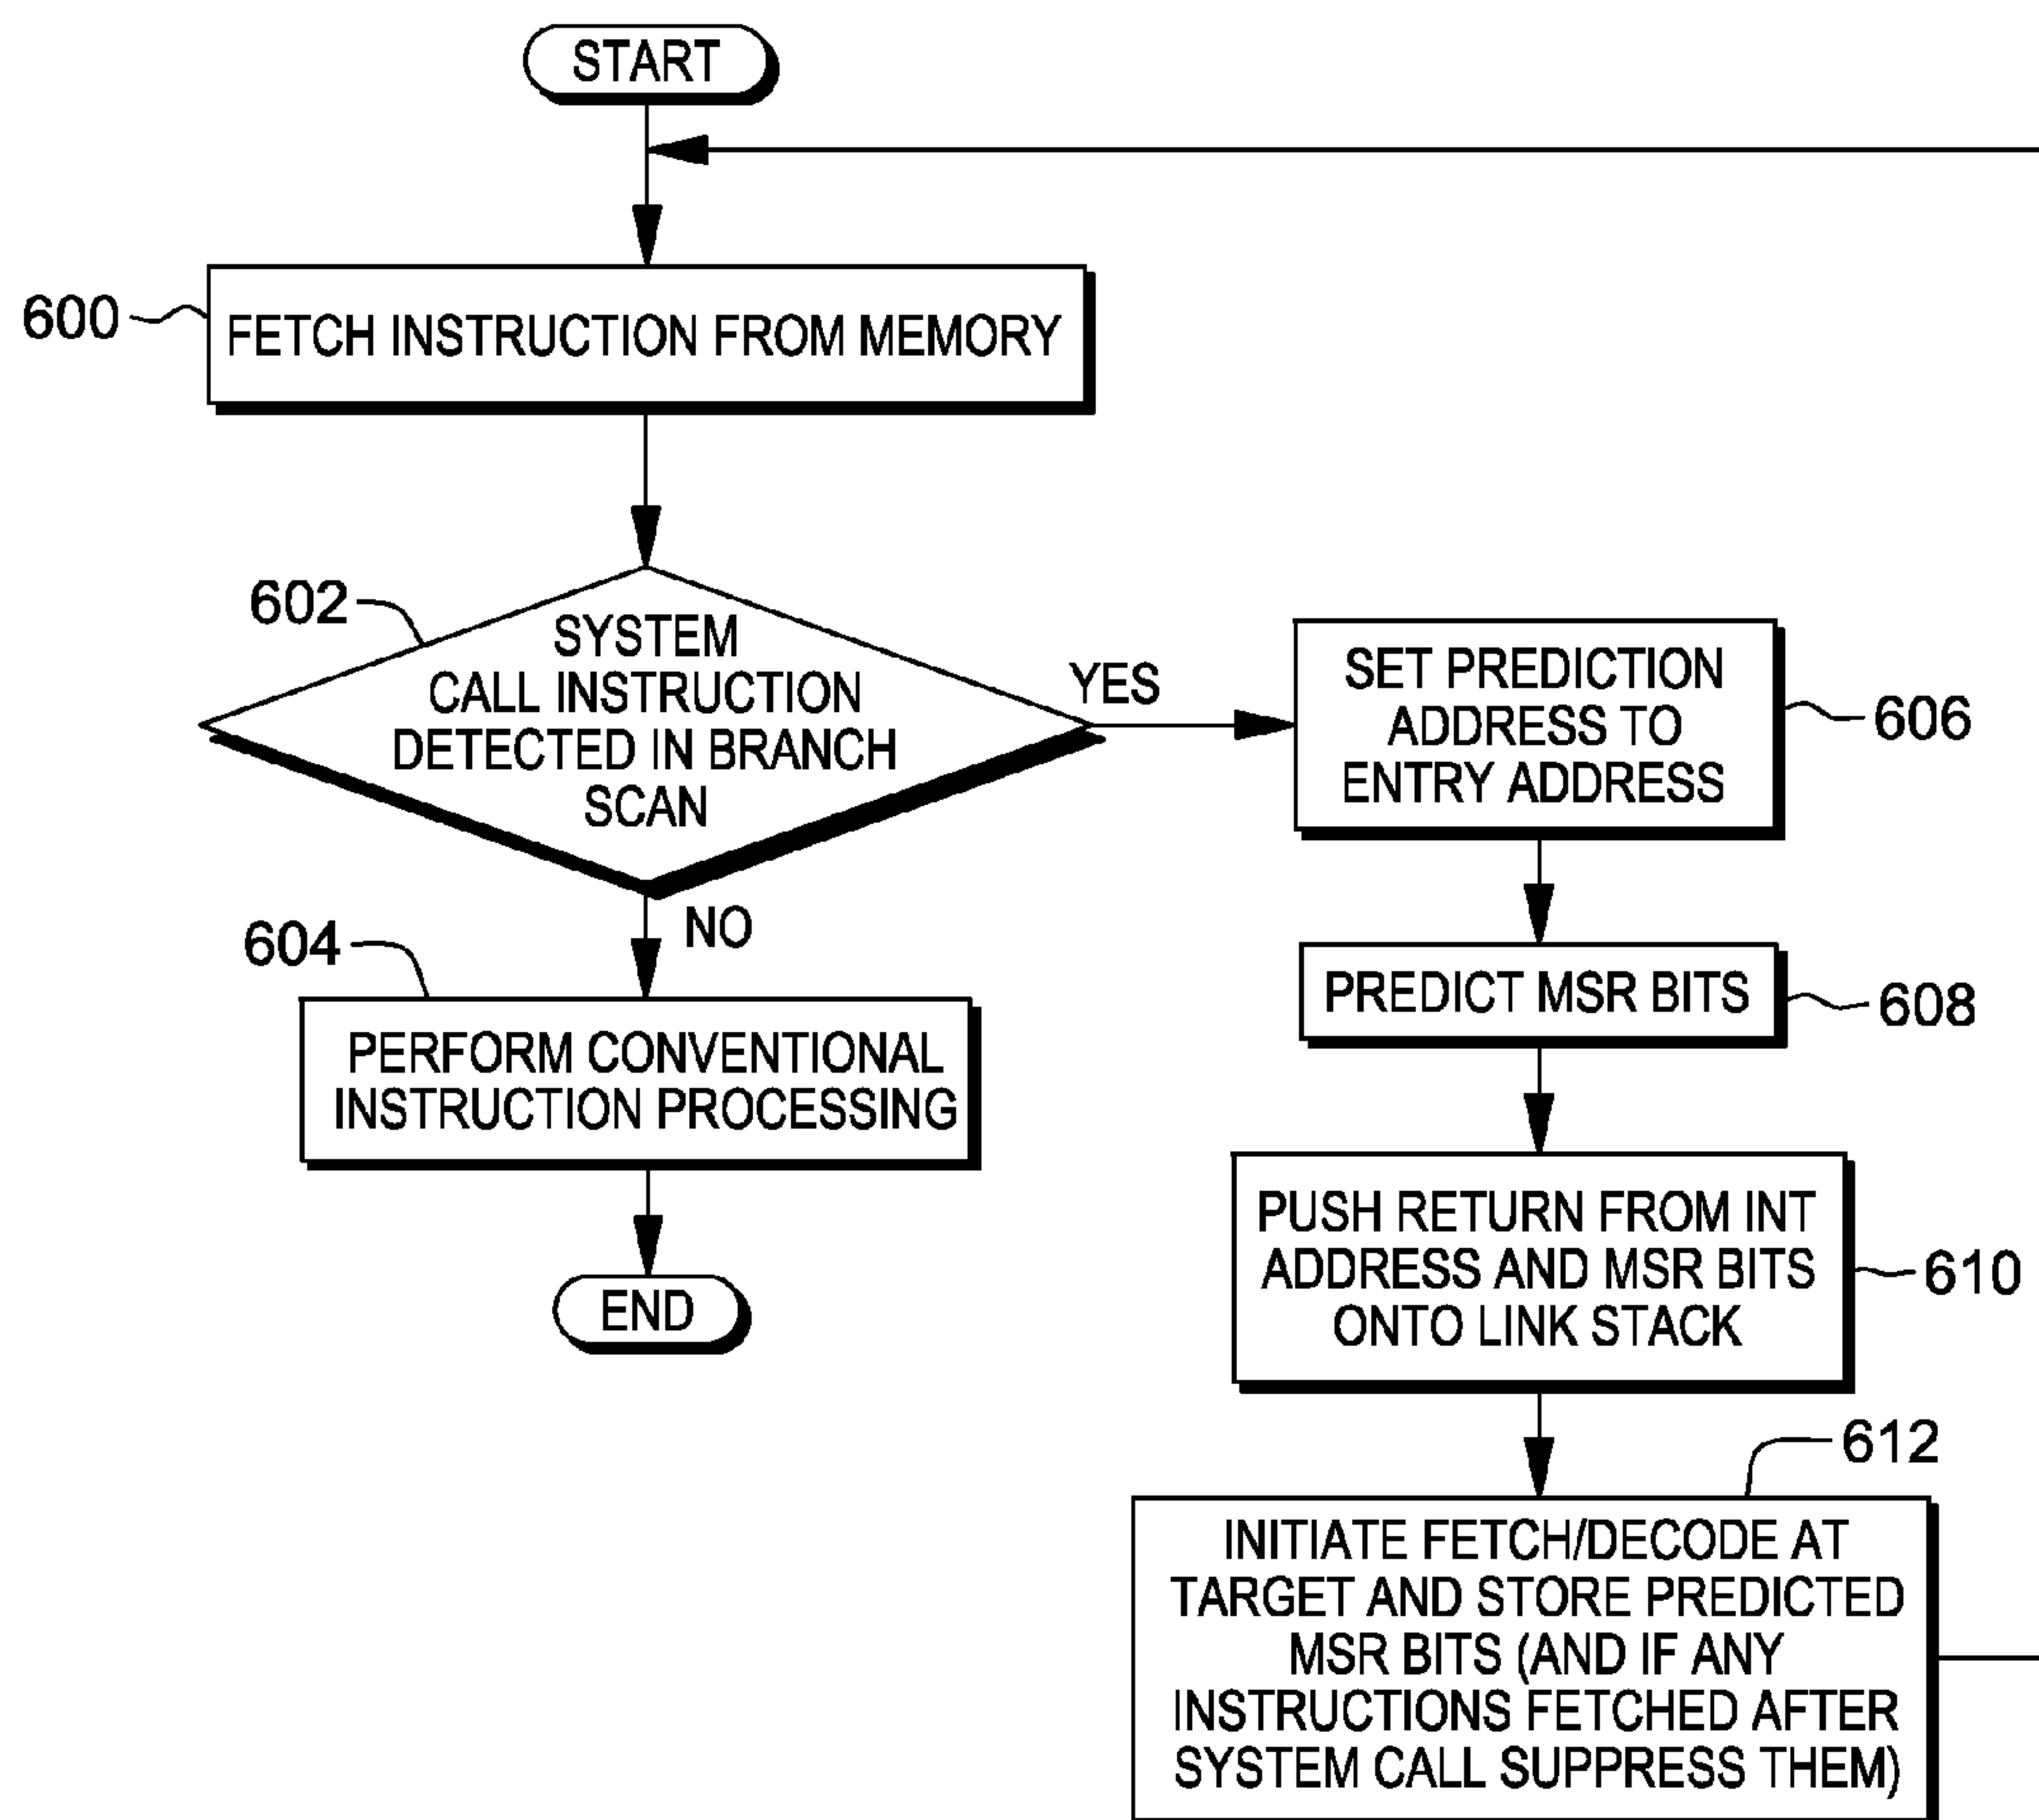 START
600
FETCH INSTRUCTION FROM MEMORY
602
SYSTEM
CALL INSTRUCTION
DETECTED IN BRANCH
SCAN
YES
NO
604
PERFORM CONVENTIONAL
INSTRUCTION PROCESSING
END
SET PREDICTION
ADDRESS TO
ENTRY ADDRESS
606
PREDICT MSR BITS
608
PUSH RETURN FROM INT
ADDRESS AND MSR BITS
ONTO LINK STACK
610
612
INITIATE FETCH/DECODE AT
TARGET AND STORE PREDICTED
MSR BITS (AND IF ANY
INSTRUCTIONS FETCHED AFTER
SYSTEM CALL SUPPRESS THEM)